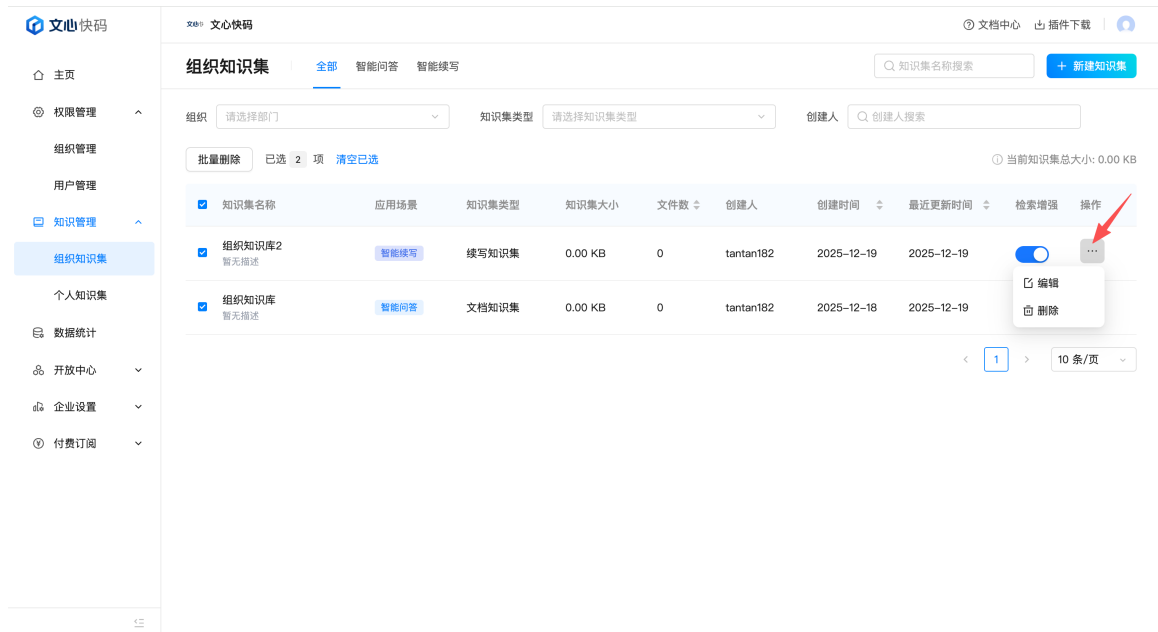 文心快码
文心快码
文档中心
插件下载
主页
权限管理
组织管理
用户管理
知识管理
组织知识集
个人知识集
数据统计
开放中心
企业设置
付费订阅
组织知识集
全部 智能问答 智能续写
知识集名称搜索
+ 新建知识集
组织 请选择部门 知识集类型 请选择知识集类型 创建人 创建人搜索
批量删除 已选 2 项 清空已选 当前知识集总大小: 0.00 KB
知识集名称 应用场景 知识集类型 知识集大小 文件数 创建人 创建时间 最近更新时间 检索增强 操作
组织知识库2 智能续写 续写知识集 0.00 KB 0 tantan182 2025-12-19 2025-12-19 ...
暂无描述
编辑
组织知识库 智能问答 文档知识集 0.00 KB 0 tantan182 2025-12-18 2025-12-19
暂无描述
删除
< 1 > 10 条/页